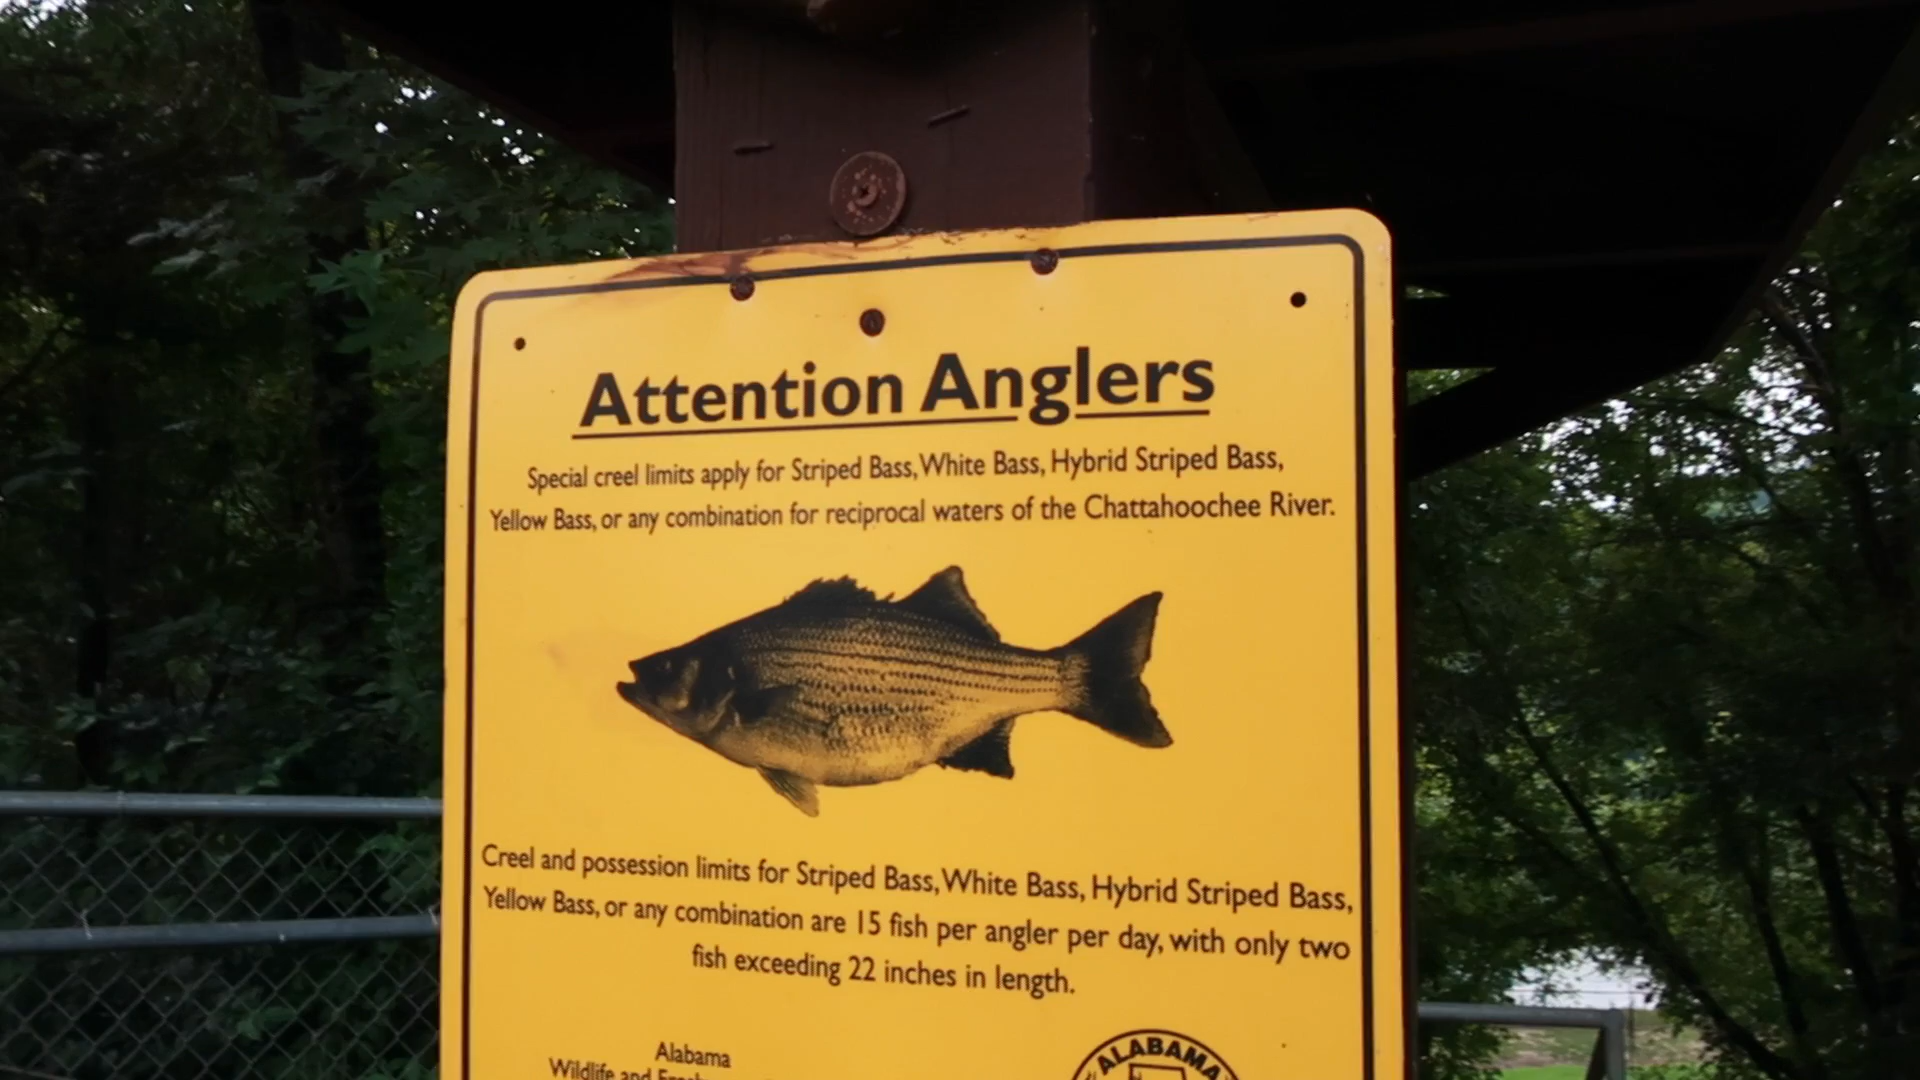 Attention Anglers
Special creel limits apply for Striped Bass, White Bass, Hybrid Striped Bass,
Yellow Bass, or any combination for reciprocal waters of the Chattahoochee River.
Creel and possession limits for Striped Bass, White Bass, Hybrid Striped Bass,
Yellow Bass, or any combination are 15 fish per angler per day, with only two
fish exceeding 22 inches in length.
Alabama
Wildlife and
ALABAMA